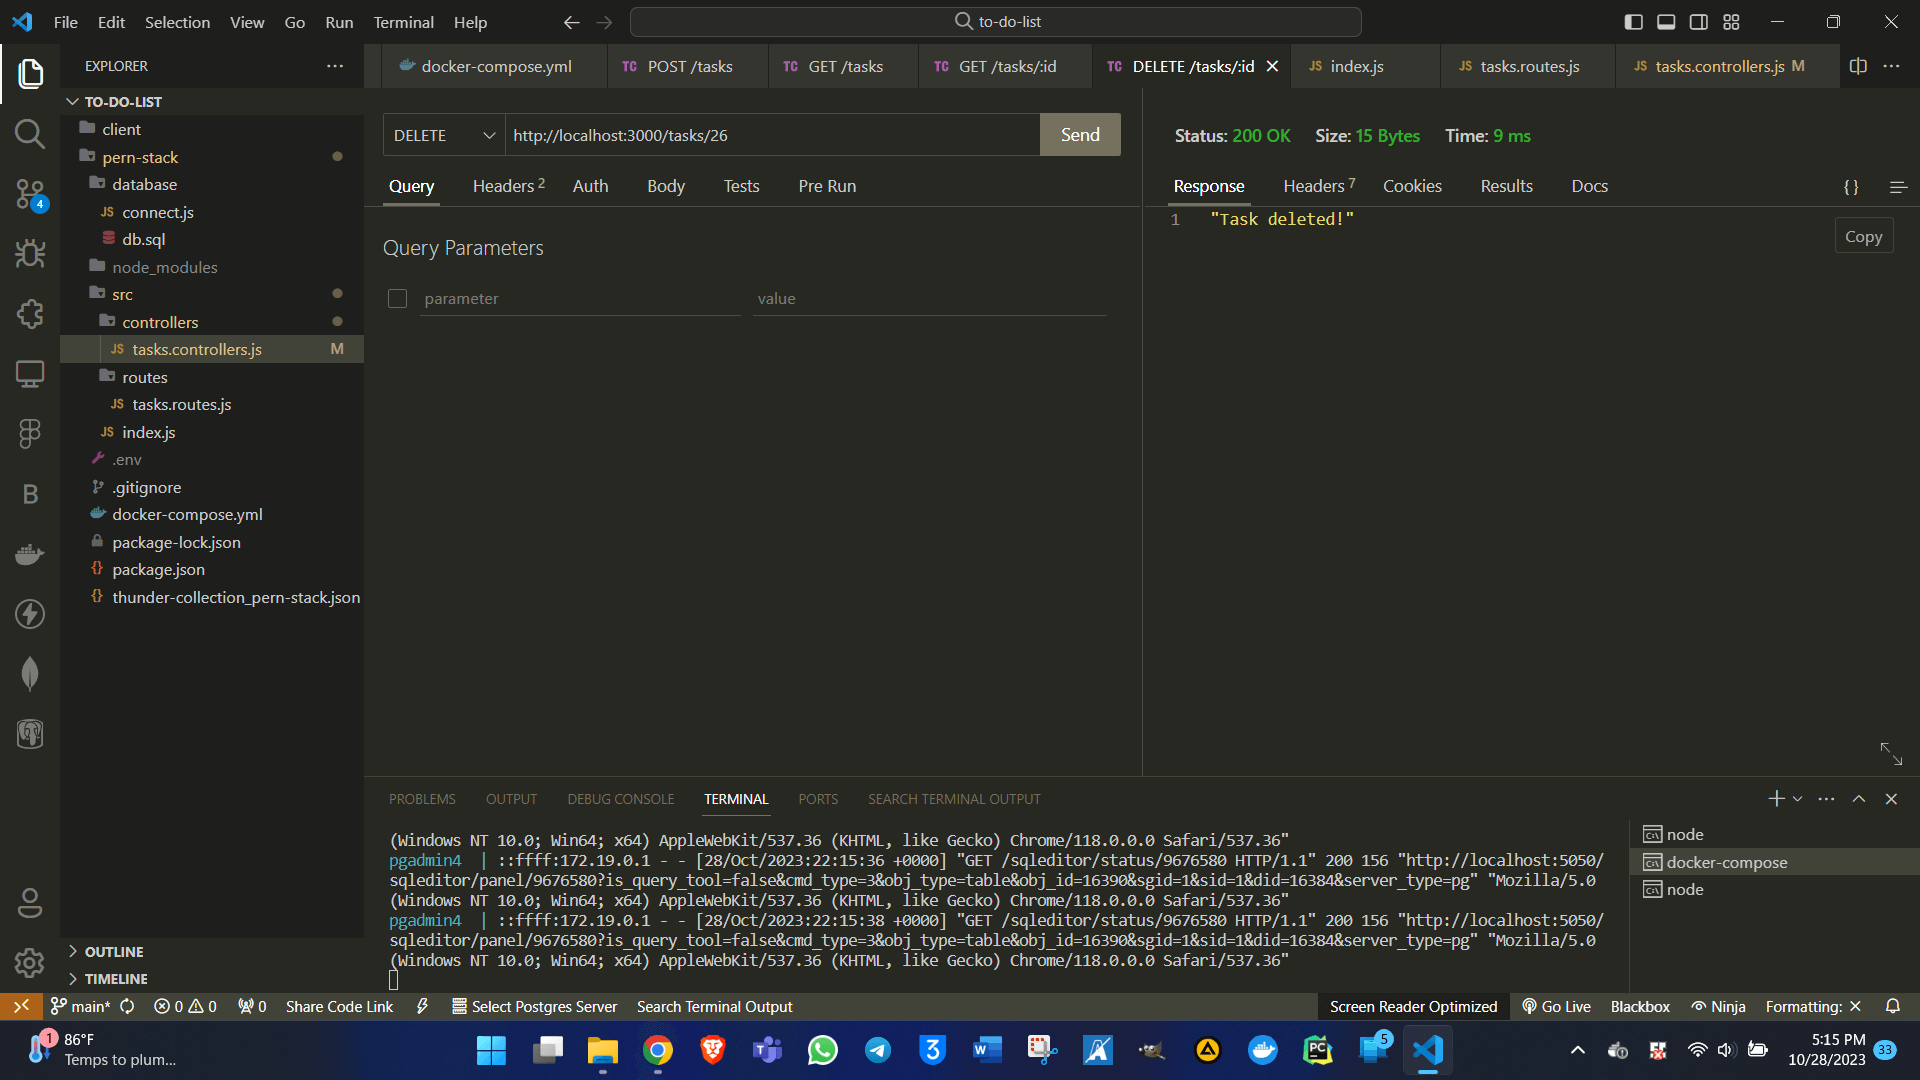 File Edit Selection View Go Run Terminal Help
to-do-list
EXPLORER
TO-DO-LIST
client
pern-stack
database
JS connect.js
db.sql
node_modules
src
controllers
JS tasks.controllers.js M
routes
JS tasks.routes.js
JS index.js
.env
.gitignore
docker-compose.yml
package-lock.json
{} package.json
{} thunder-collection_pern-stack.json
OUTLINE
TIMELINE
4
B
docker-compose.yml TC POST /tasks TC GET /tasks TC GET /tasks/:id TC DELETE /tasks/:id JS index.js JS tasks.routes.js JS tasks.controllers.js M
DELETE http://localhost:3000/tasks/26 Send
Query Headers 2 Auth Body Tests Pre Run
Query Parameters
parameter value
Status: 200 OK Size: 15 Bytes Time: 9 ms
Response Headers 7 Cookies Results Docs {}
1 "Task deleted!"
Copy
PROBLEMS OUTPUT DEBUG CONSOLE TERMINAL PORTS SEARCH TERMINAL OUTPUT
(Windows NT 10.0; Win64; x64) AppleWebKit/537.36 (KHTML, like Gecko) Chrome/118.0.0.0 Safari/537.36"
pgadmin4 | ::ffff:172.19.0.1 - - [28/Oct/2023:22:15:36 +0000] "GET /sqleditor/status/9676580 HTTP/1.1" 200 156 "http://localhost:5050/
sqleditor/panel/9676580?is_query_tool=false&cmd_type=3&obj_type=table&obj_id=16390&sgid=1&sid=1&did=16384&server_type=pg" "Mozilla/5.0
(Windows NT 10.0; Win64; x64) AppleWebKit/537.36 (KHTML, like Gecko) Chrome/118.0.0.0 Safari/537.36"
pgadmin4 | ::ffff:172.19.0.1 - - [28/Oct/2023:22:15:38 +0000] "GET /sqleditor/status/9676580 HTTP/1.1" 200 156 "http://localhost:5050/
sqleditor/panel/9676580?is_query_tool=false&cmd_type=3&obj_type=table&obj_id=16390&sgid=1&sid=1&did=16384&server_type=pg" "Mozilla/5.0
(Windows NT 10.0; Win64; x64) AppleWebKit/537.36 (KHTML, like Gecko) Chrome/118.0.0.0 Safari/537.36"
node
docker-compose
node
main* 0 0 0 Share Code Link Select Postgres Server Search Terminal Output Screen Reader Optimized Go Live Blackbox Ninja Formatting:
1 86°F
Temps to plum...
3
W
PC
5
5:15 PM
10/28/2023
33